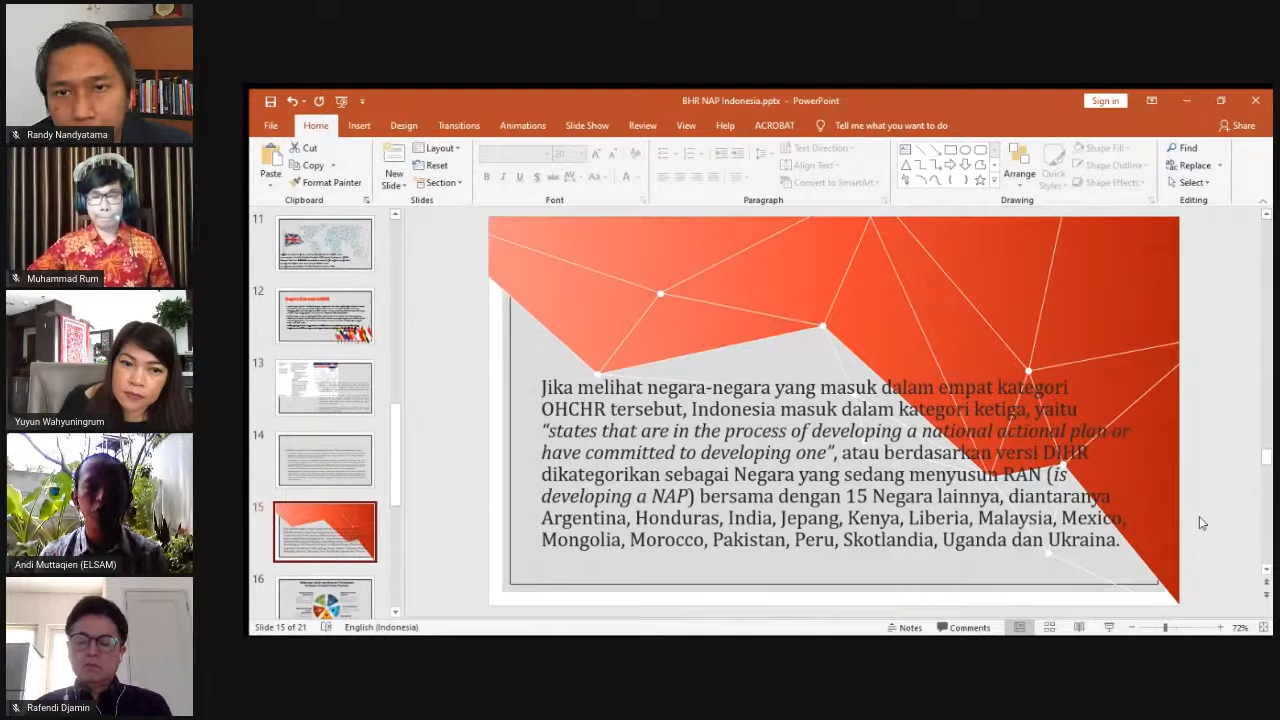 Randy Nandyatama
Muhammad Rum
Yuyun Wahyuningrum
Andi Muttaqien (ELSAM)
Rafendi Djamin
BHR NAP Indonesia.pptx - PowerPoint
Sign in
File Home Insert Design Transitions Animations Slide Show Review View Help ACROBAT Tell me what you want to do Share
Paste
Cut
Copy
Format Painter
Clipboard
New Slide
Layout
Reset
Section
Slides
Font
Text Direction
Align Text
Convert to SmartArt
Paragraph
Arrange
Quick Styles
Shape Fill
Shape Outline
Shape Effects
Drawing
Find
Replace
Select
Editing
11
12
13
14
15
16
Jika melihat negara-negara yang masuk dalam empat kategori
OHCHR tersebut, Indonesia masuk dalam kategori ketiga, yaitu
“states that are in the process of developing a national actional plan or
have committed to developing one”, atau berdasarkan versi DIHR
dikategorikan sebagai Negara yang sedang menyusun RAN (is
developing a NAP) bersama dengan 15 Negara lainnya, diantaranya
Argentina, Honduras, India, Jepang, Kenya, Liberia, Malaysia, Mexico,
Mongolia, Morocco, Pakistan, Peru, Skotlandia, Uganda dan Ukraina.
Slide 15 of 21 English (Indonesia) Notes Comments 72%